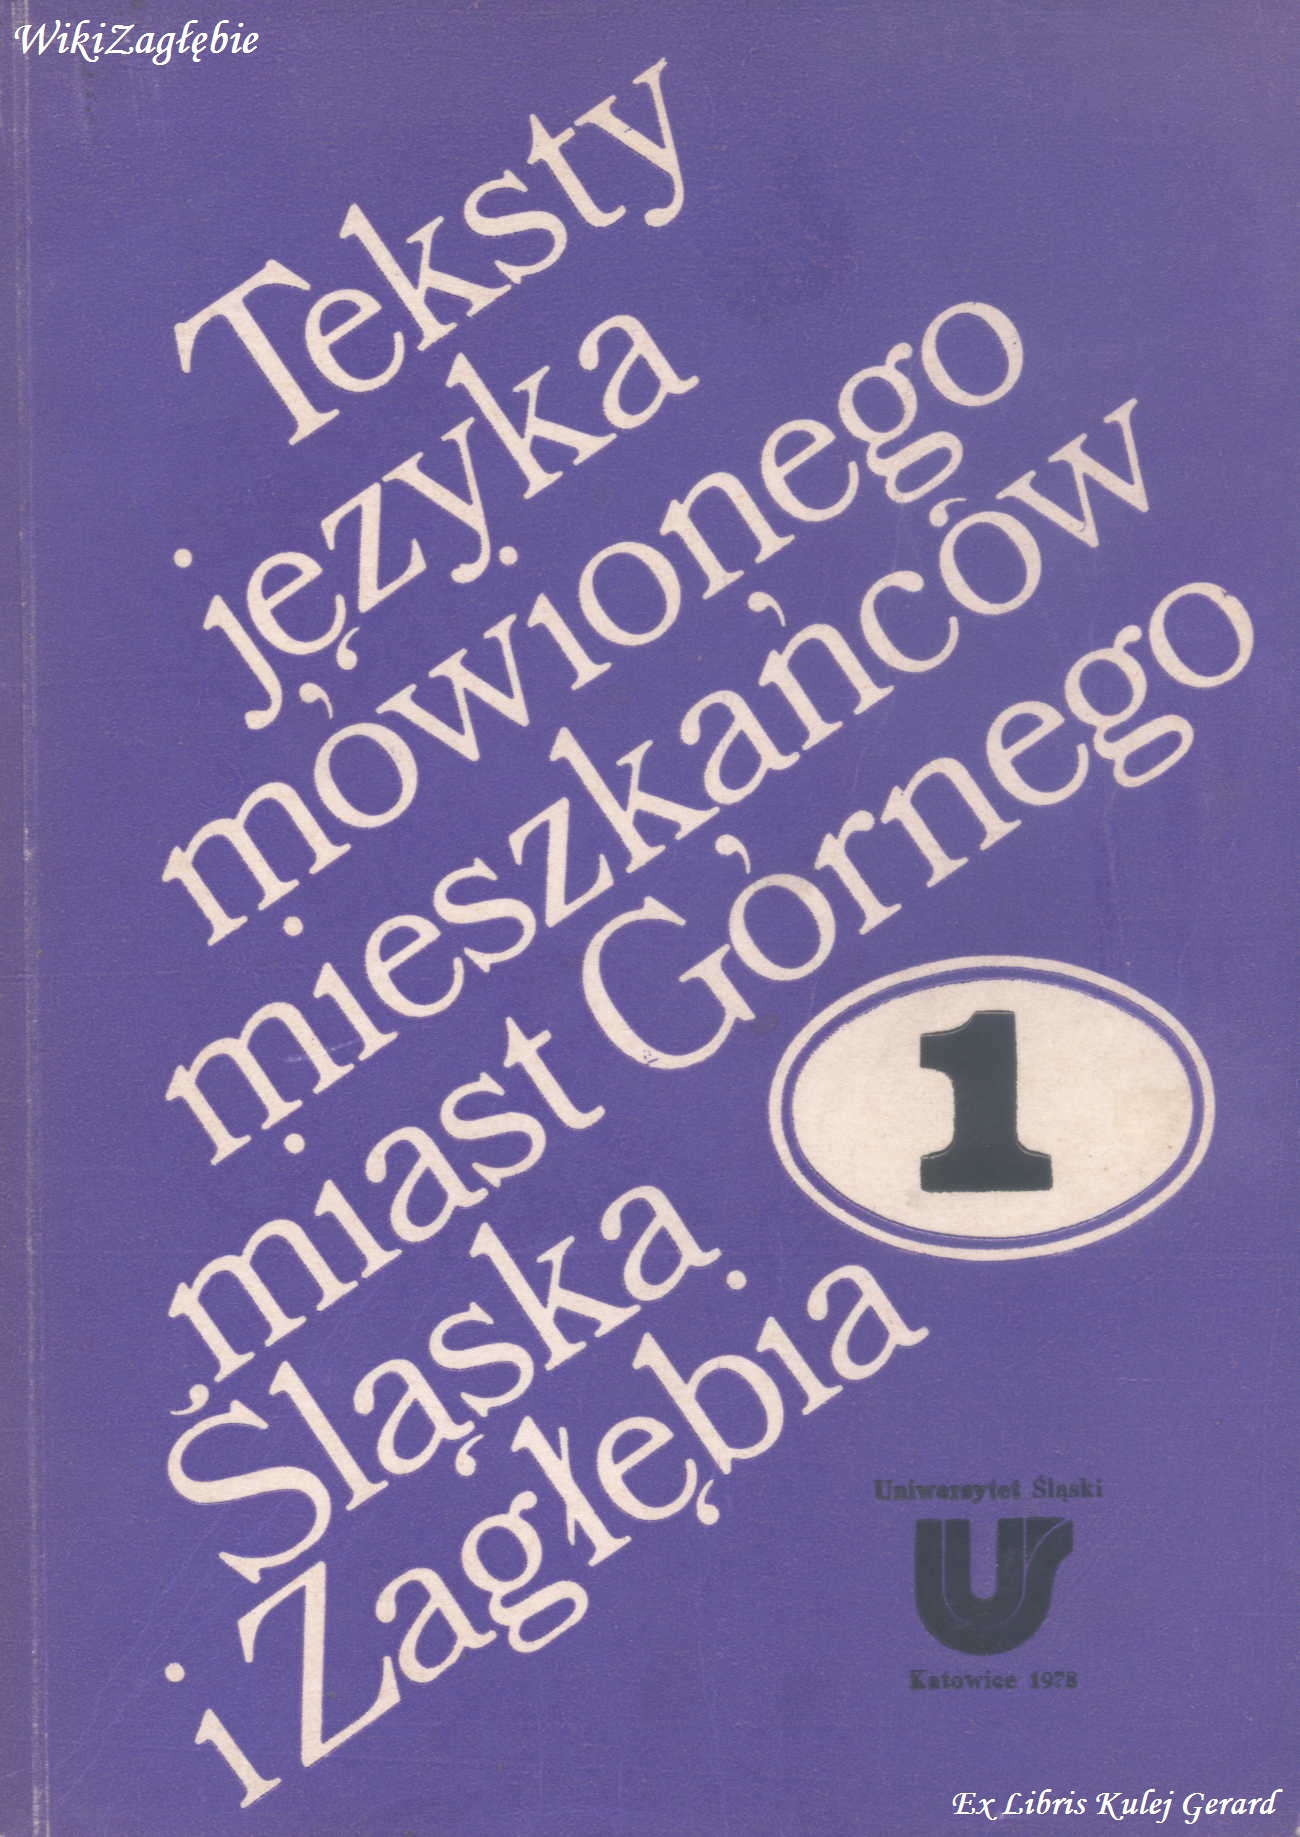 WikiZagłębie
Teksty
języka
mówionego
mieszkańców
miast Górnego
Śląska
i Zagłębia
1
Uniwersytet Śląski
Katowice 1978
Ex Libris Kulej Gerard